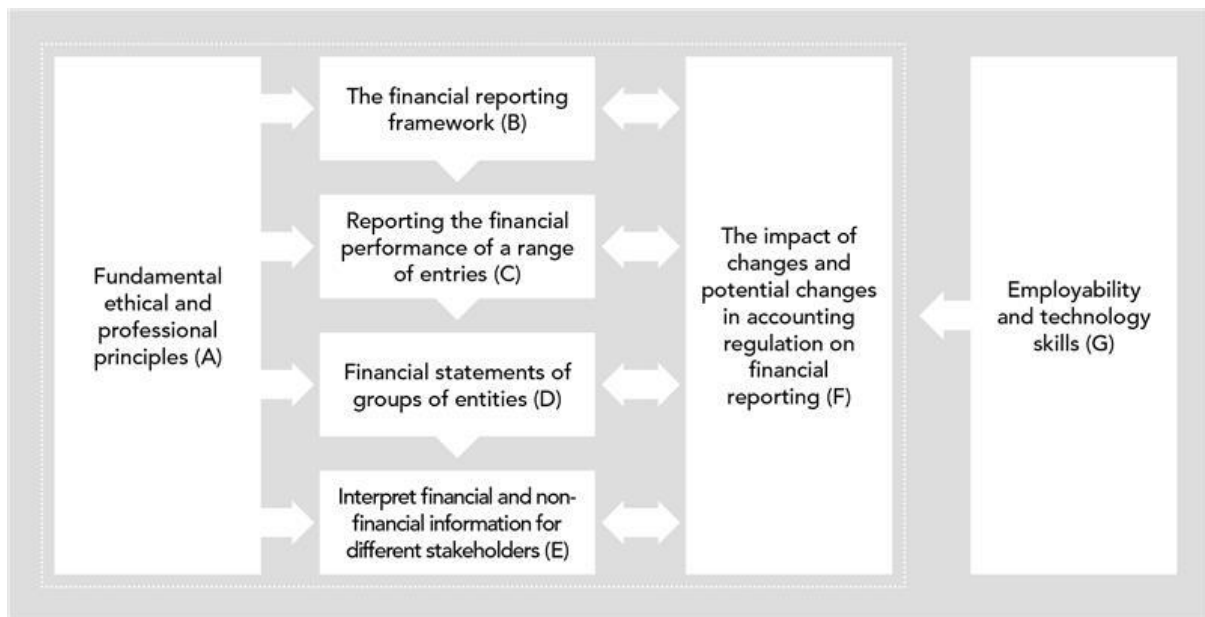 Fundamental
ethical and
professional
principles (A)
The financial reporting
framework (B)
Reporting the financial
performance of a range
of entries (C)
Financial statements of
groups of entities (D)
Interpret financial and non-
financial information for
different stakeholders (E)
The impact of
changes and
potential changes
in accounting
regulation on
financial
reporting (F)
Employability
and technology
skills (G)